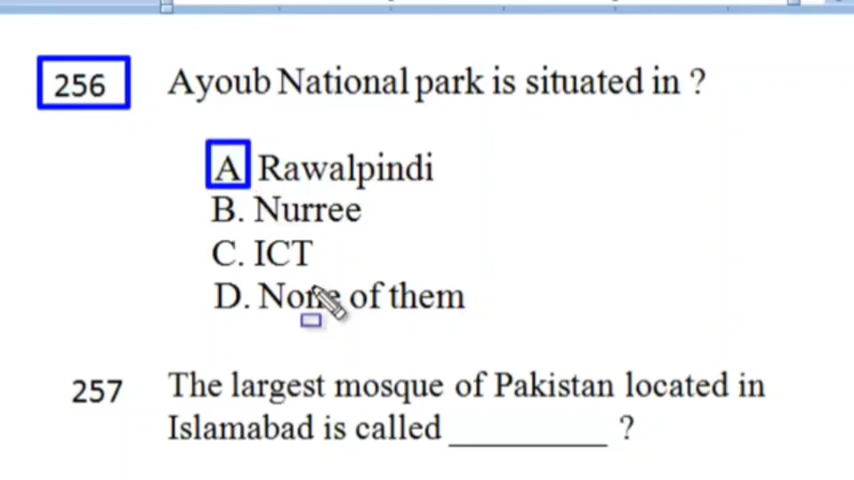 256 Ayoub National park is situated in ?
A Rawalpindi
B. Nurree
C. ICT
D. None of them
257 The largest mosque of Pakistan located in
Islamabad is called _________ ?